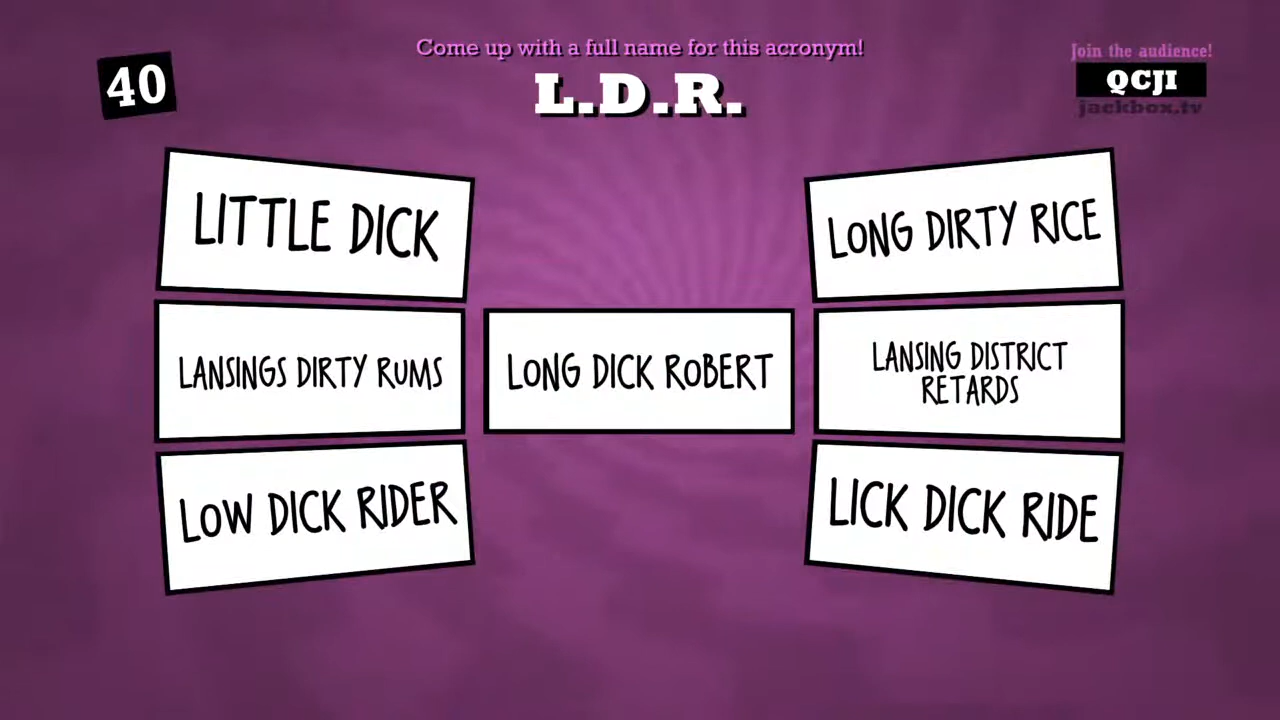 Come up with a full name for this acronym!
L.D.R.
40
Join the audience!
QCJI
jackbox.tv
LITTLE DICK
LONG DIRTY RICE
LANSINGS DIRTY RUMS
LONG DICK ROBERT
LANSING DISTRICT
RETARDS
LOW DICK RIDER
LICK DICK RIDE